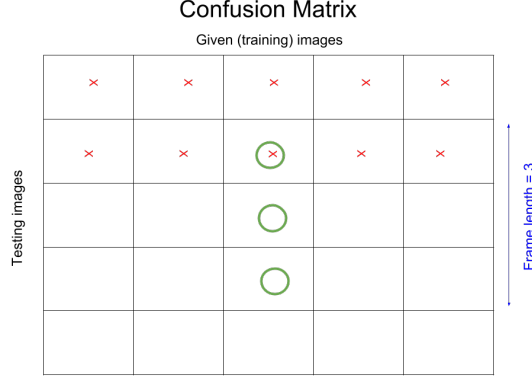 Confusion Matrix
Given (training) images
x x x x x
x x x x x
Testing images
Frame length = 3